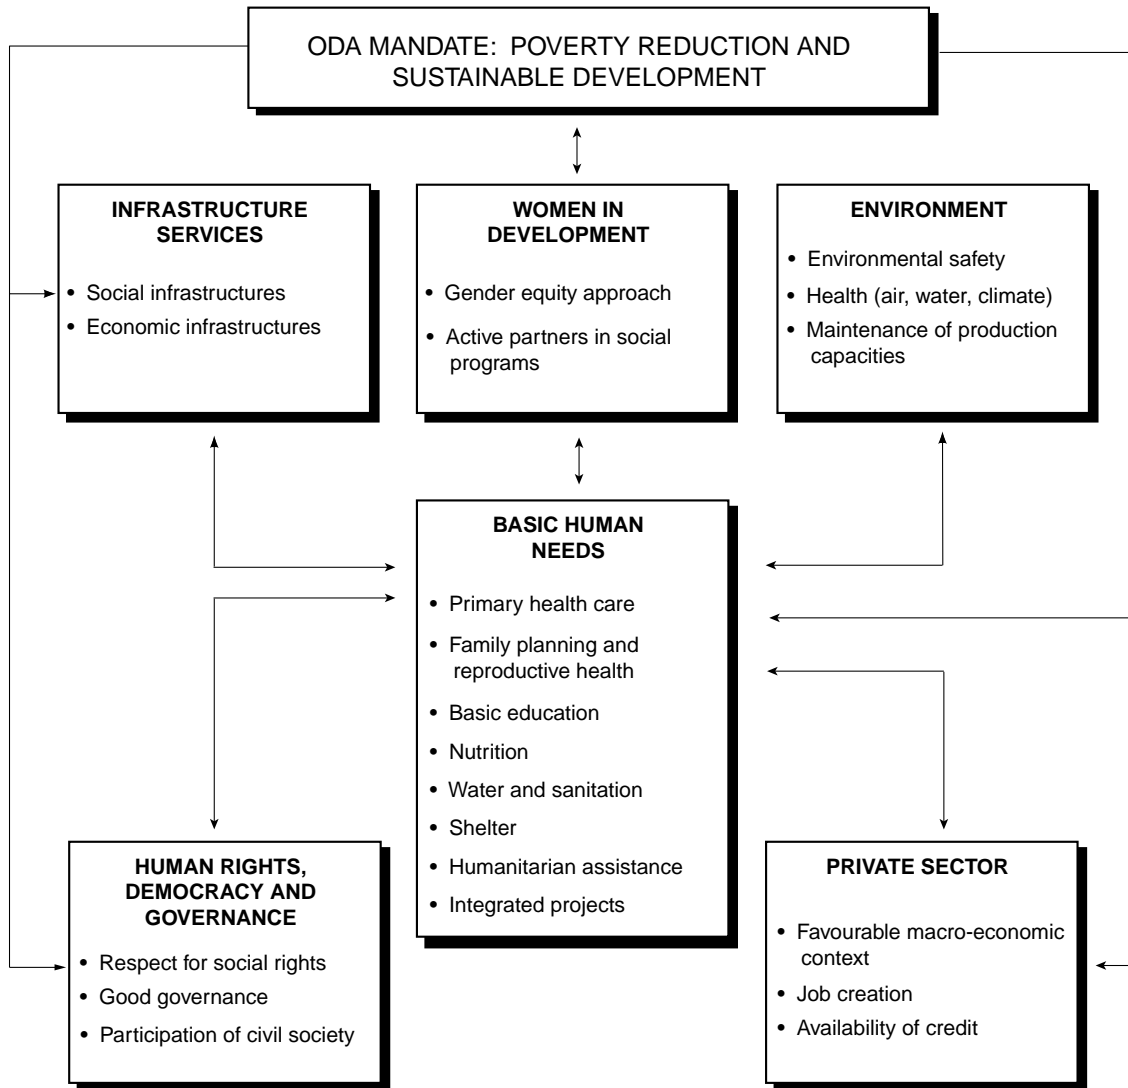 ODA MANDATE: POVERTY REDUCTION AND
SUSTAINABLE DEVELOPMENT
INFRASTRUCTURE
SERVICES
• Social infrastructures
• Economic infrastructures
WOMEN IN
DEVELOPMENT
• Gender equity approach
• Active partners in social
programs
ENVIRONMENT
• Environmental safety
• Health (air, water, climate)
• Maintenance of production
capacities
BASIC HUMAN
NEEDS
• Primary health care
• Family planning and
reproductive health
• Basic education
• Nutrition
• Water and sanitation
• Shelter
• Humanitarian assistance
• Integrated projects
HUMAN RIGHTS,
DEMOCRACY AND
GOVERNANCE
• Respect for social rights
• Good governance
• Participation of civil society
PRIVATE SECTOR
• Favourable macro-economic
context
• Job creation
• Availability of credit